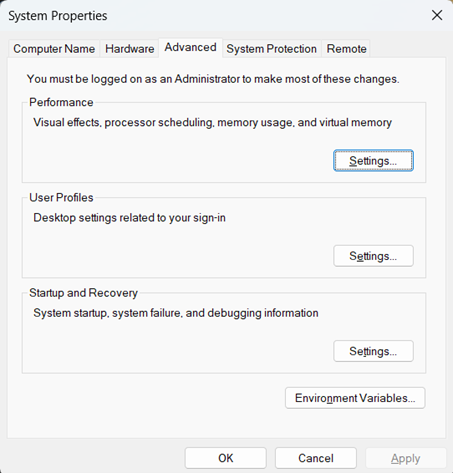 System Properties
Computer Name Hardware Advanced System Protection Remote
You must be logged on as an Administrator to make most of these changes.
Performance
Visual effects, processor scheduling, memory usage, and virtual memory
Settings...
User Profiles
Desktop settings related to your sign-in
Settings...
Startup and Recovery
System startup, system failure, and debugging information
Settings...
Environment Variables...
OK Cancel Apply